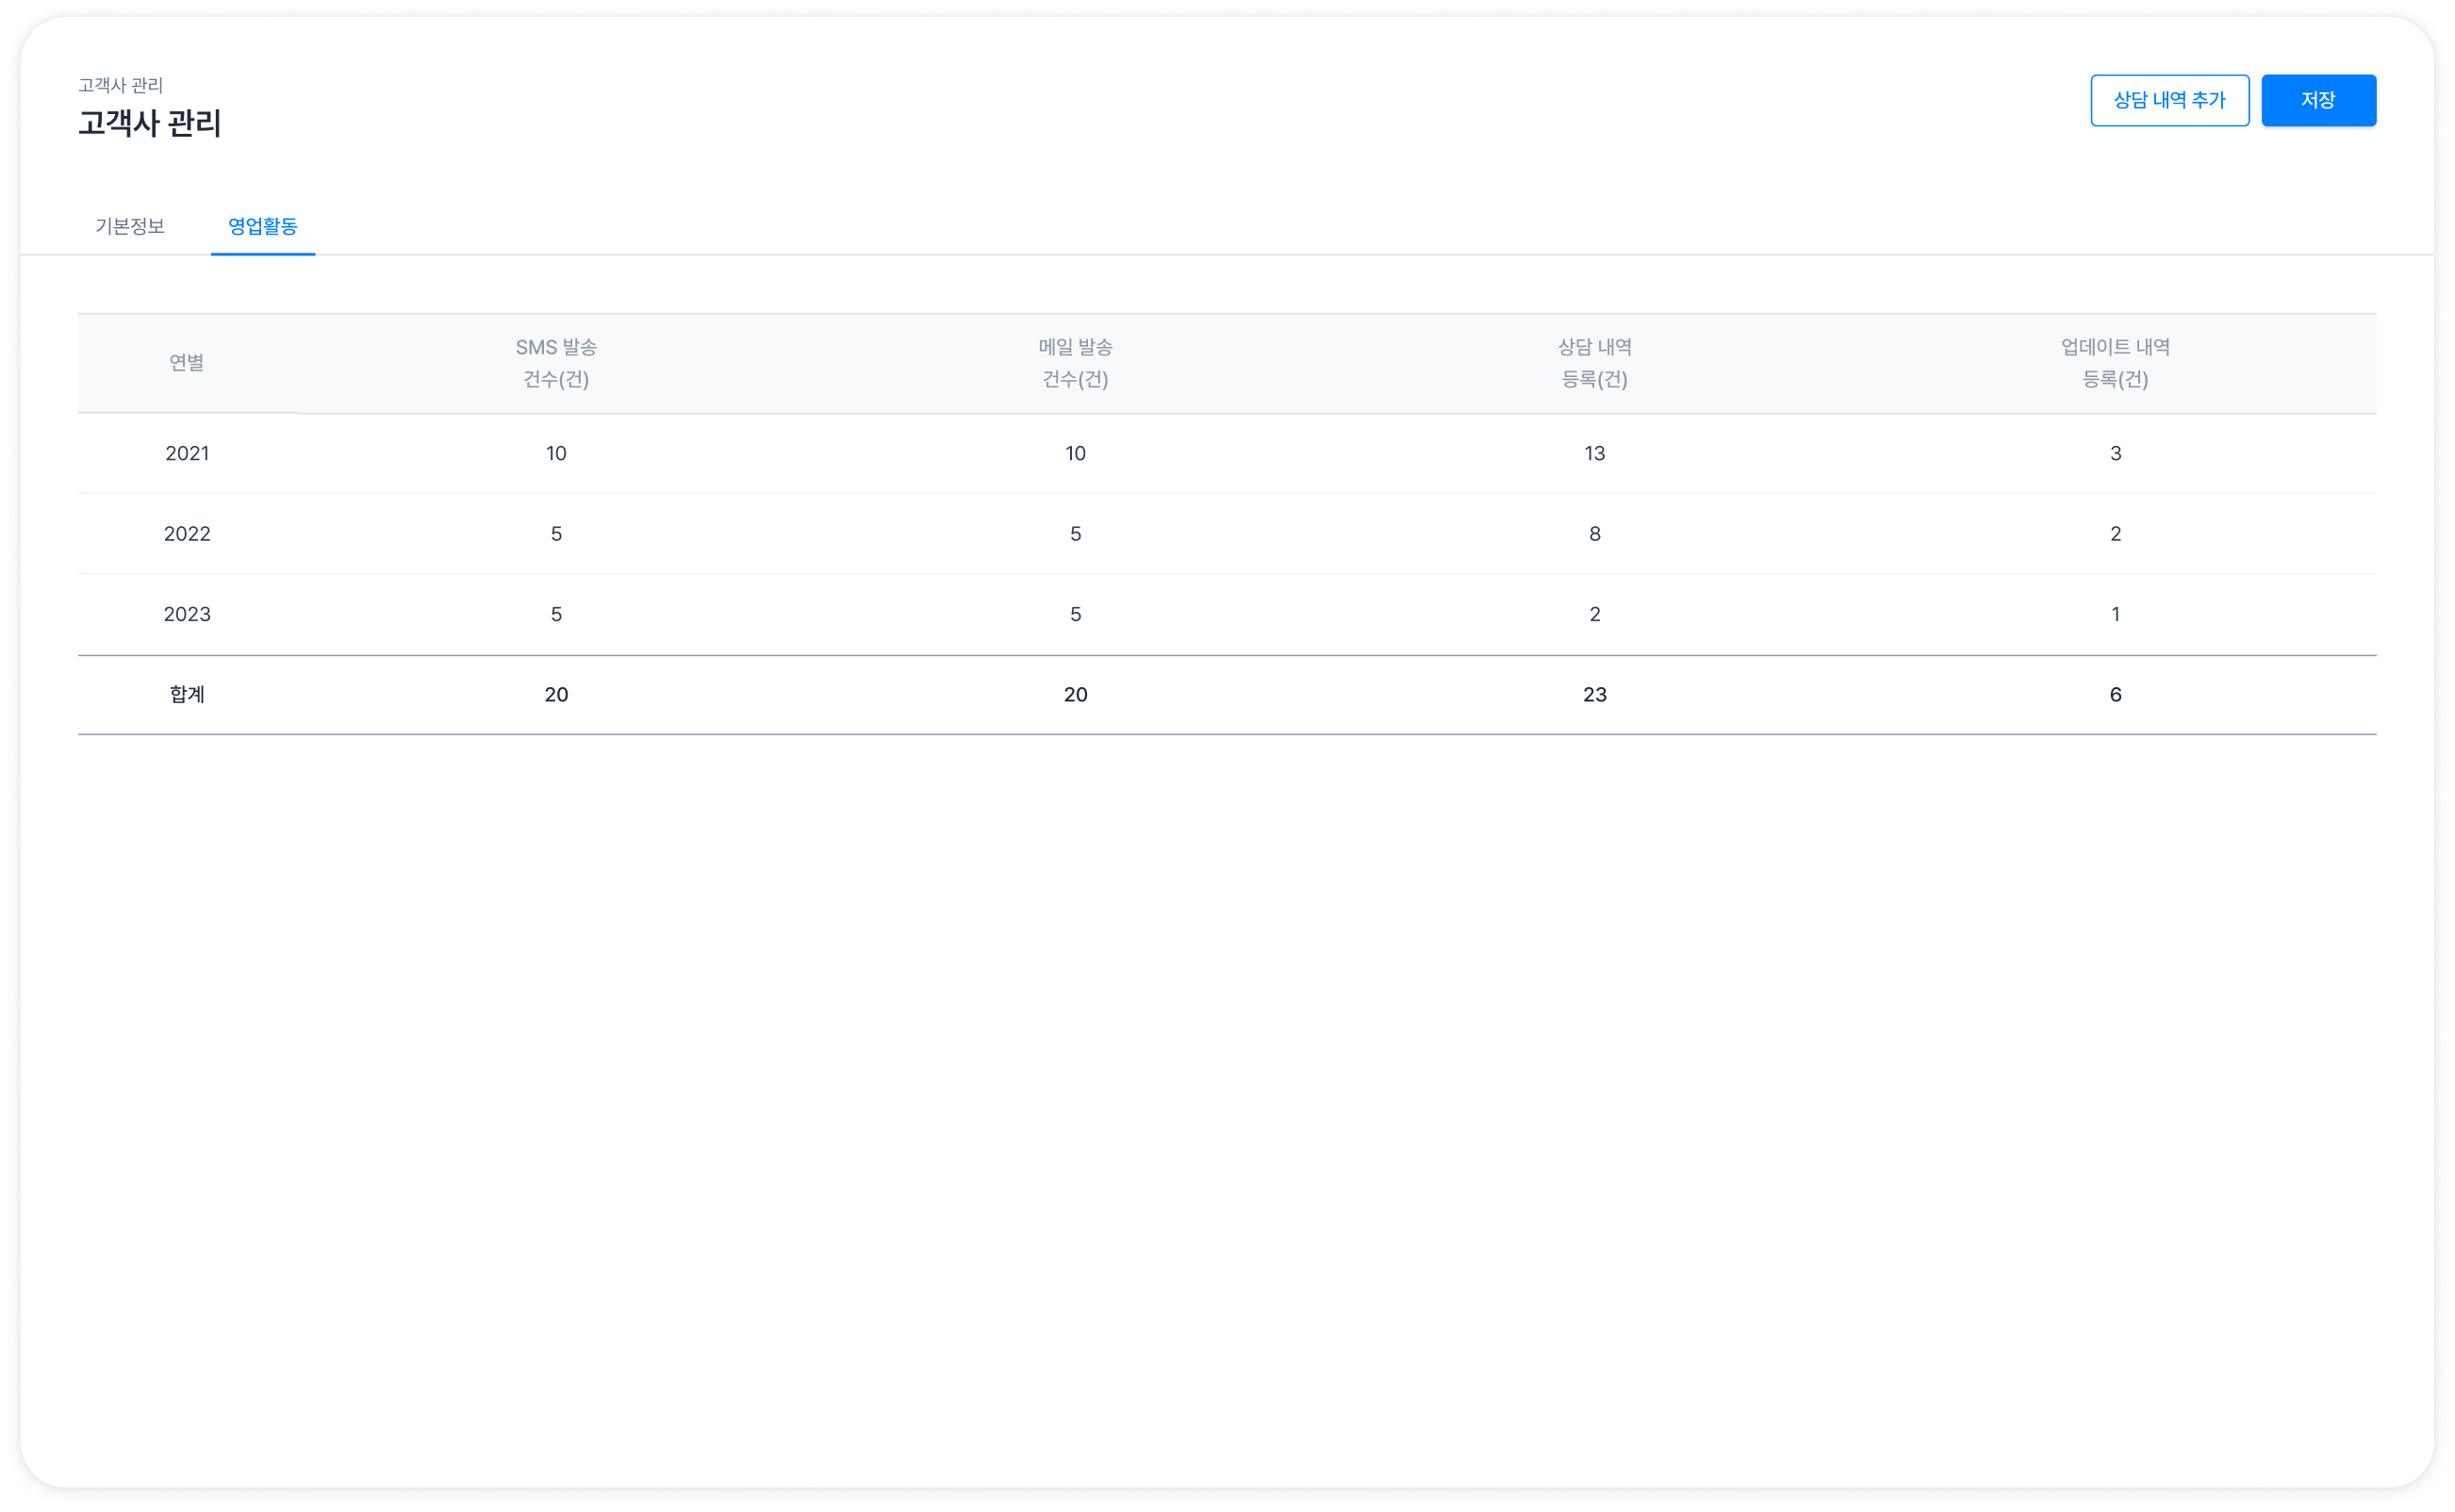 고객사 관리
고객사 관리
상담 내역 추가
저장
기본정보
영업활동
연별
SMS 발송
건수(건)
메일 발송
건수(건)
상담 내역
등록(건)
업데이트 내역
등록(건)
2021 10 10 13 3
2022 5 5 8 2
2023 5 5 2 1
합계 20 20 23 6